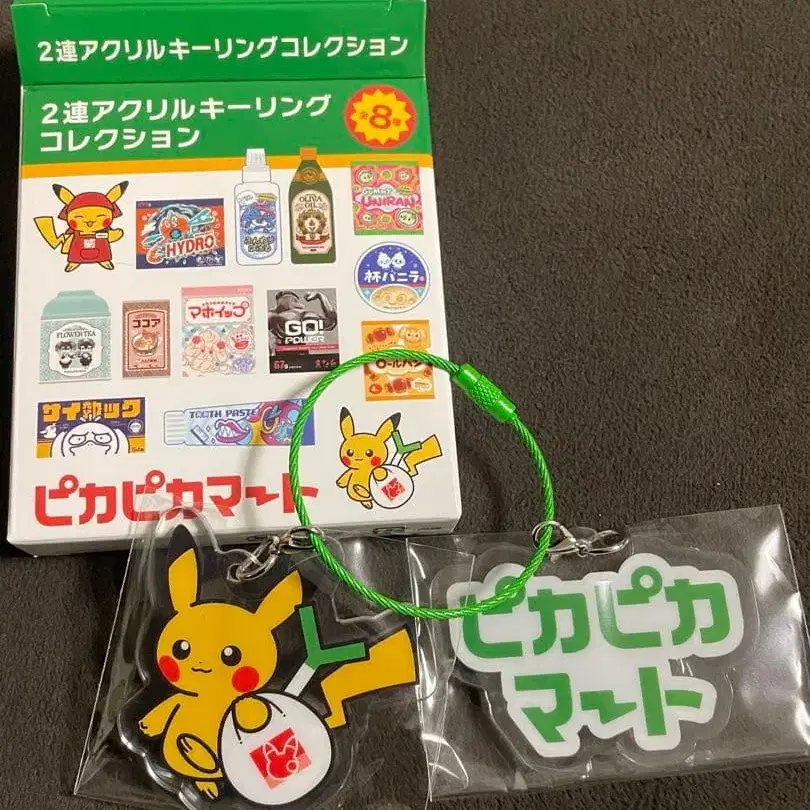 2連アクリルキーリングコレクション
2連アクリルキーリング
コレクション
全8種
HYDRO
OLIVA
OIL
GUMMY
UNIRAN
杯バニラ
FLOWER TEA
ココア
マホイップ
GO!
POWER
67g
ロールパン
サイカツック
TOOTH PASTE
ピカピカマート
ピカピカ
マート